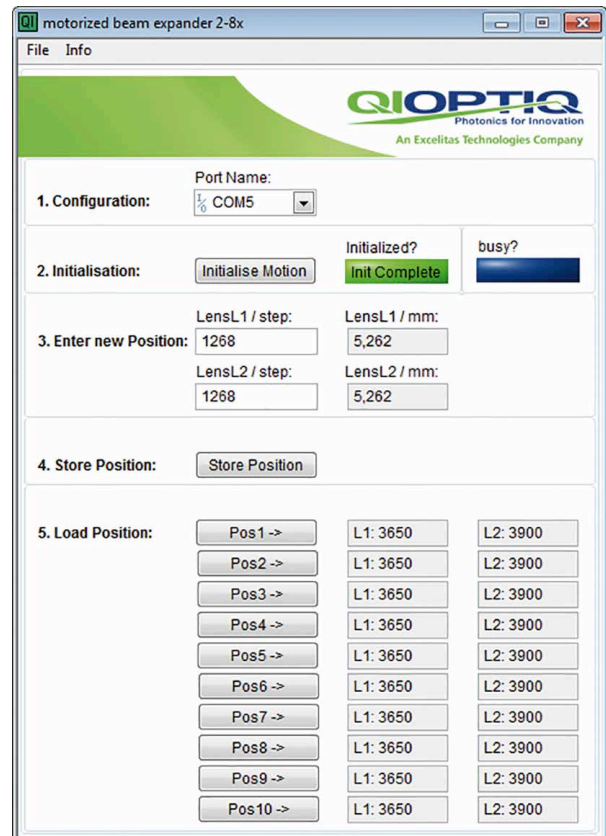 QI motorized beam expander 2-8x
File Info
QIOPTIQ
Photonics for Innovation
An Excelitas Technologies Company
Port Name:
1. Configuration: I/O COM5
Initialized? busy?
2. Initialisation: Initialise Motion Init Complete
LensL1 / step: LensL1 / mm:
3. Enter new Position: 1268 5,262
LensL2 / step: LensL2 / mm:
1268 5,262
4. Store Position: Store Position
5. Load Position: Pos1 -> L1: 3650 L2: 3900
Pos2 -> L1: 3650 L2: 3900
Pos3 -> L1: 3650 L2: 3900
Pos4 -> L1: 3650 L2: 3900
Pos5 -> L1: 3650 L2: 3900
Pos6 -> L1: 3650 L2: 3900
Pos7 -> L1: 3650 L2: 3900
Pos8 -> L1: 3650 L2: 3900
Pos9 -> L1: 3650 L2: 3900
Pos10 -> L1: 3650 L2: 3900